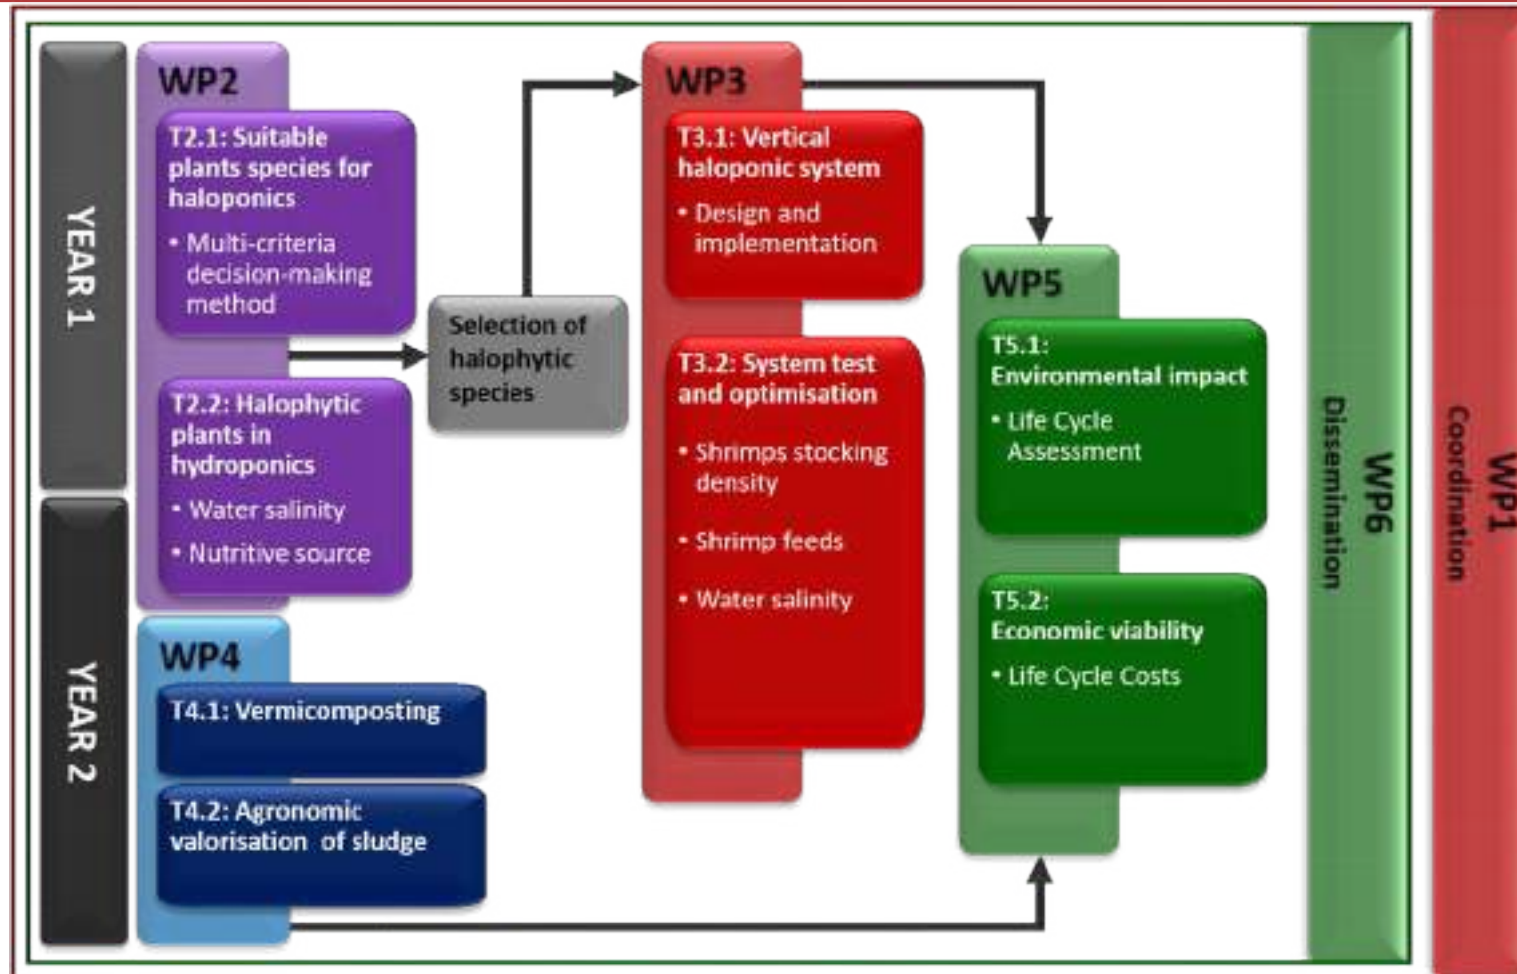 YEAR 1
YEAR 2
WP2
T2.1: Suitable
plants species for
haloponics
• Multi-criteria
decision-making
method
T2.2: Halophytic
plants in
hydroponics
• Water salinity
• Nutritive source
WP4
T4.1: Vermicomposting
T4.2: Agronomic
valorisation of sludge
Selection of
halophytic
species
WP3
T3.1: Vertical
haloponic system
• Design and
implementation
T3.2: System test
and optimisation
• Shrimps stocking
density
• Shrimp feeds
• Water salinity
WP5
T5.1:
Environmental impact
• Life Cycle
Assessment
T5.2:
Economic viability
• Life Cycle Costs
WP6
Dissemination
WP1
Coordination